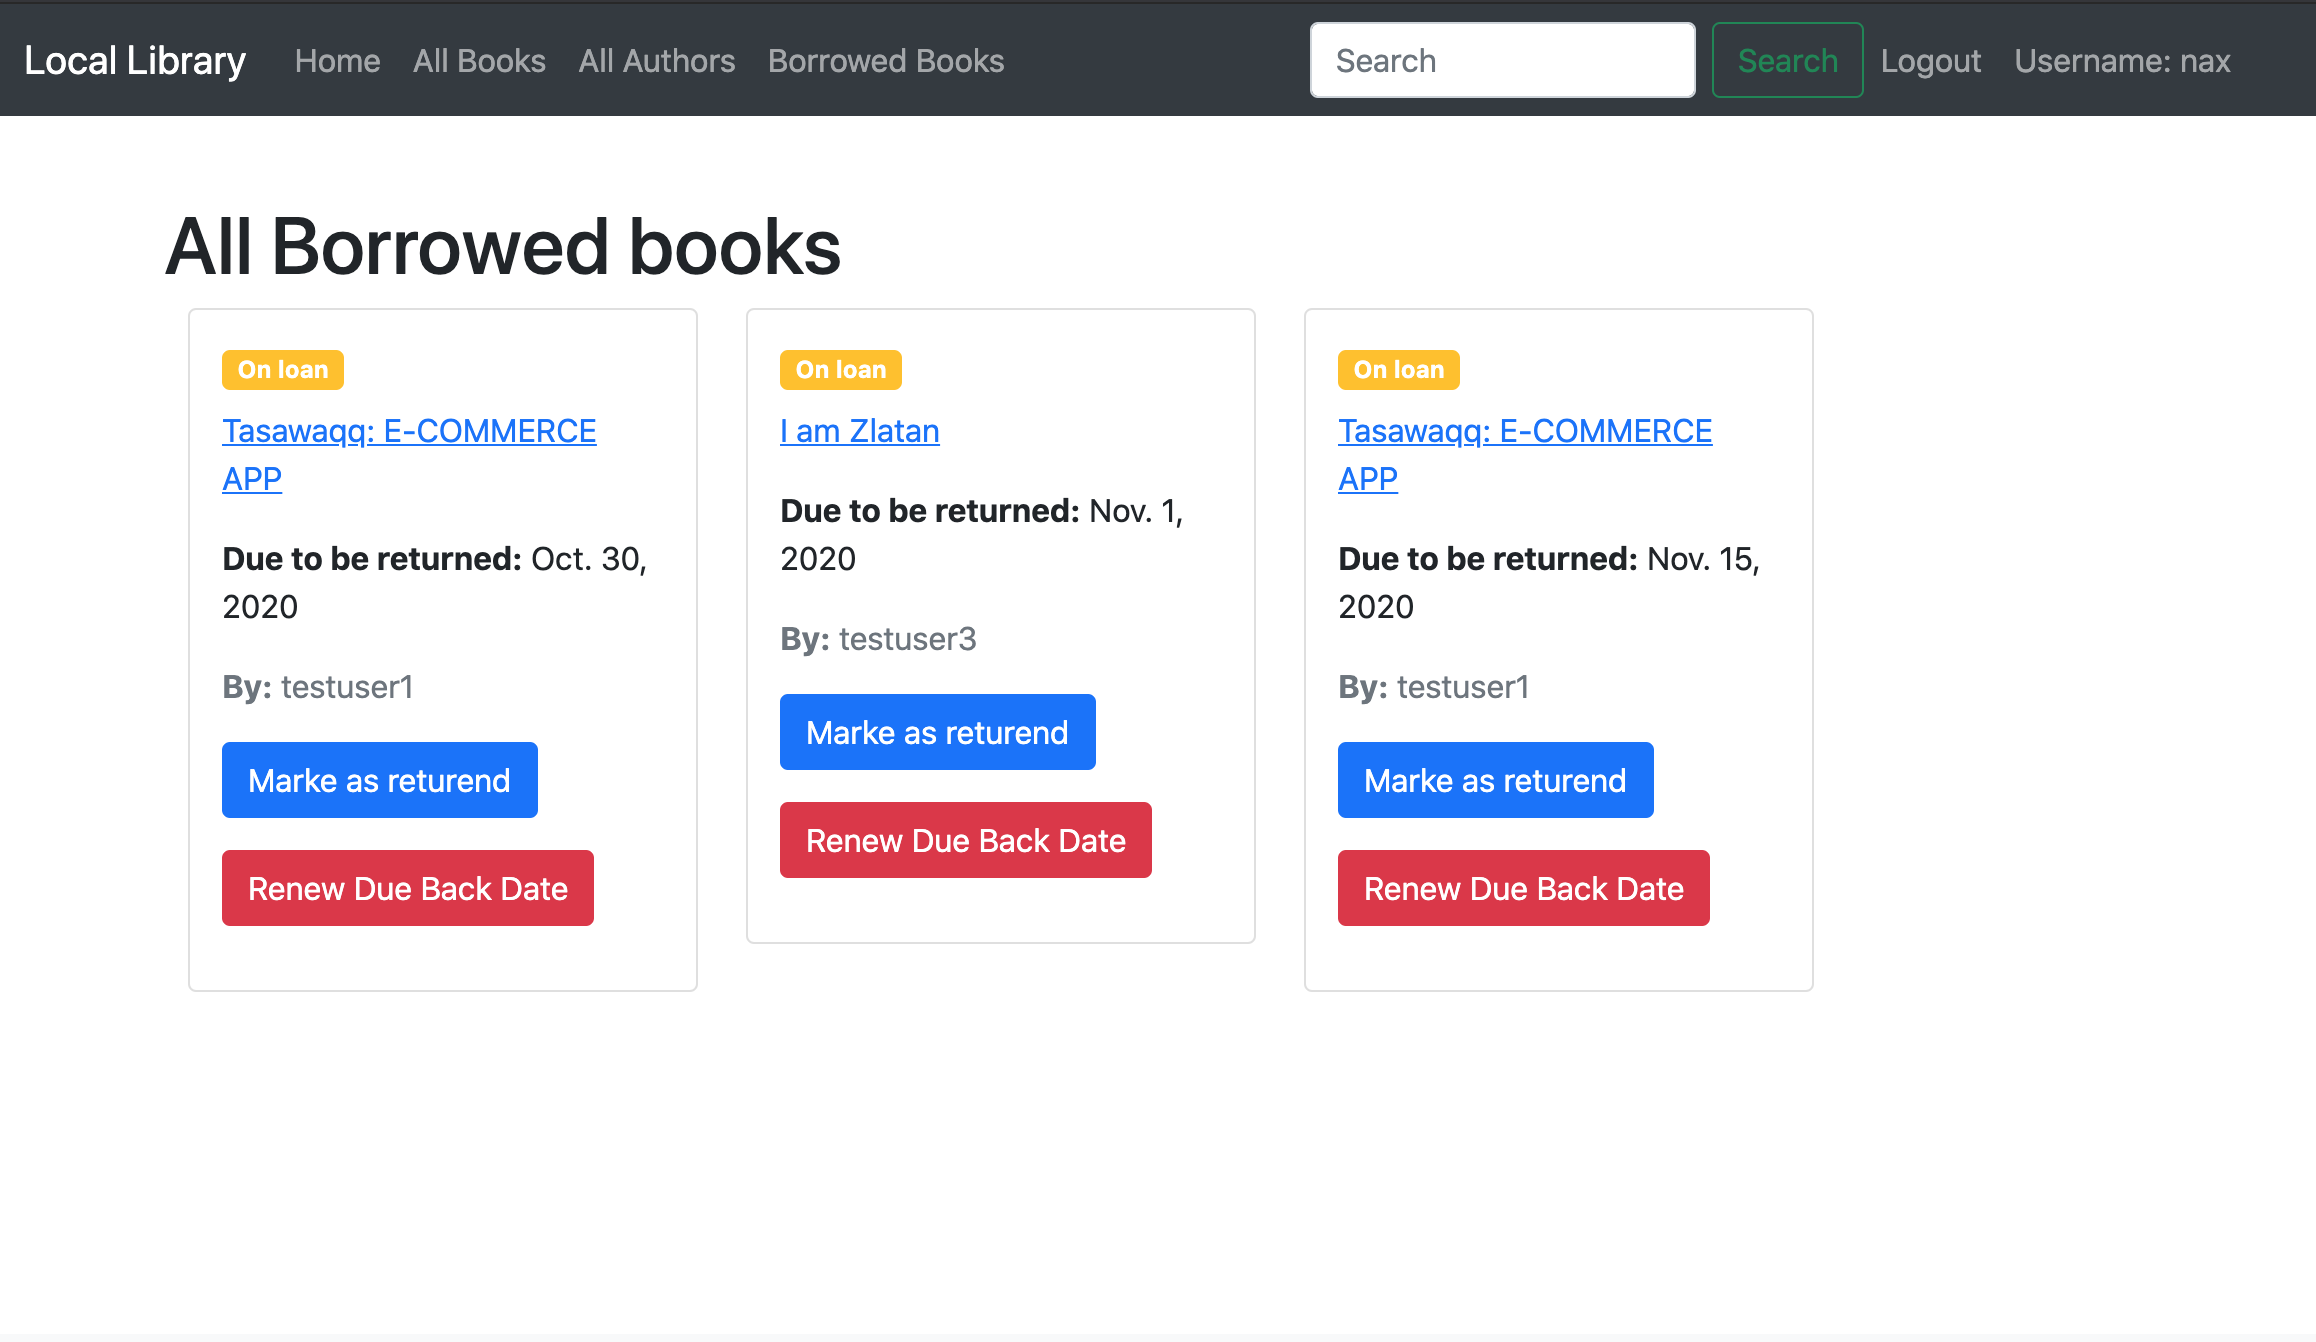 Local Library Home All Books All Authors Borrowed Books Search Search Logout Username: nax
All Borrowed books
On loan
Tasawaqq: E-COMMERCE
APP
Due to be returned: Oct. 30,
2020
By: testuser1
Marke as returend
Renew Due Back Date
On loan
I am Zlatan
Due to be returned: Nov. 1,
2020
By: testuser3
Marke as returend
Renew Due Back Date
On loan
Tasawaqq: E-COMMERCE
APP
Due to be returned: Nov. 15,
2020
By: testuser1
Marke as returend
Renew Due Back Date